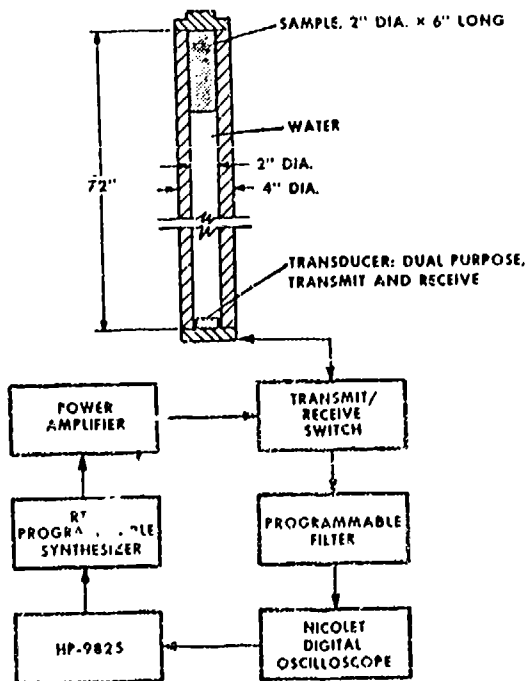 SAMPLE, 2" DIA. × 6" LONG
WATER
2" DIA.
4" DIA.
72"
TRANSDUCER: DUAL PURPOSE,
TRANSMIT AND RECEIVE
POWER
AMPLIFIER
TRANSMIT/
RECEIVE
SWITCH
SYNTHESIZER
PROGRAMMABLE
FILTER
HP-9825
NICOLET
DIGITAL
OSCILLOSCOPE